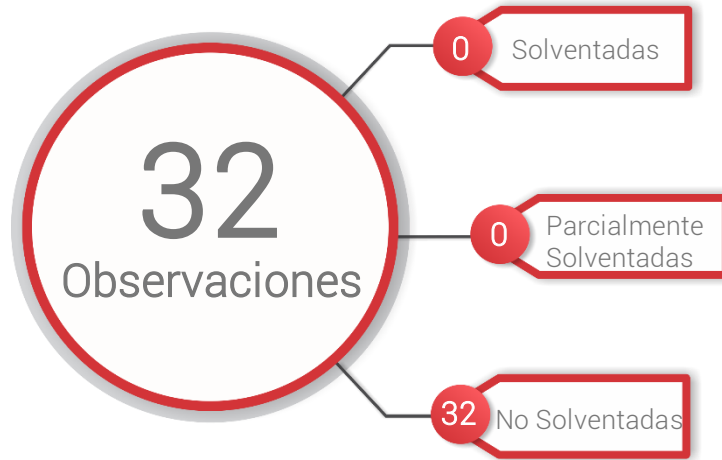 32
Observaciones
0
Solventadas
0
Parcialmente
Solventadas
32
No Solventadas